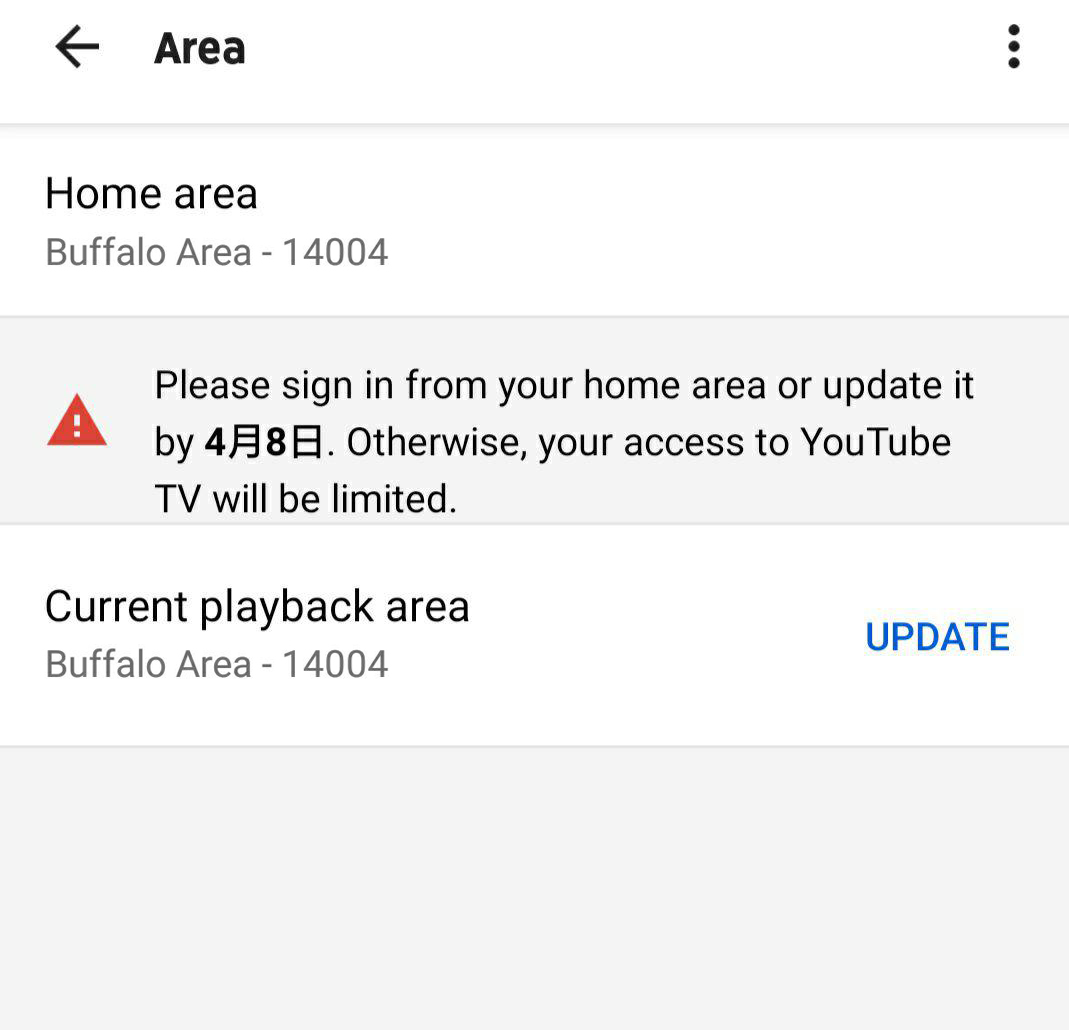 Area
Home area
Buffalo Area - 14004
Please sign in from your home area or update it
by 4月8日. Otherwise, your access to YouTube
TV will be limited.
Current playback area
UPDATE
Buffalo Area - 14004